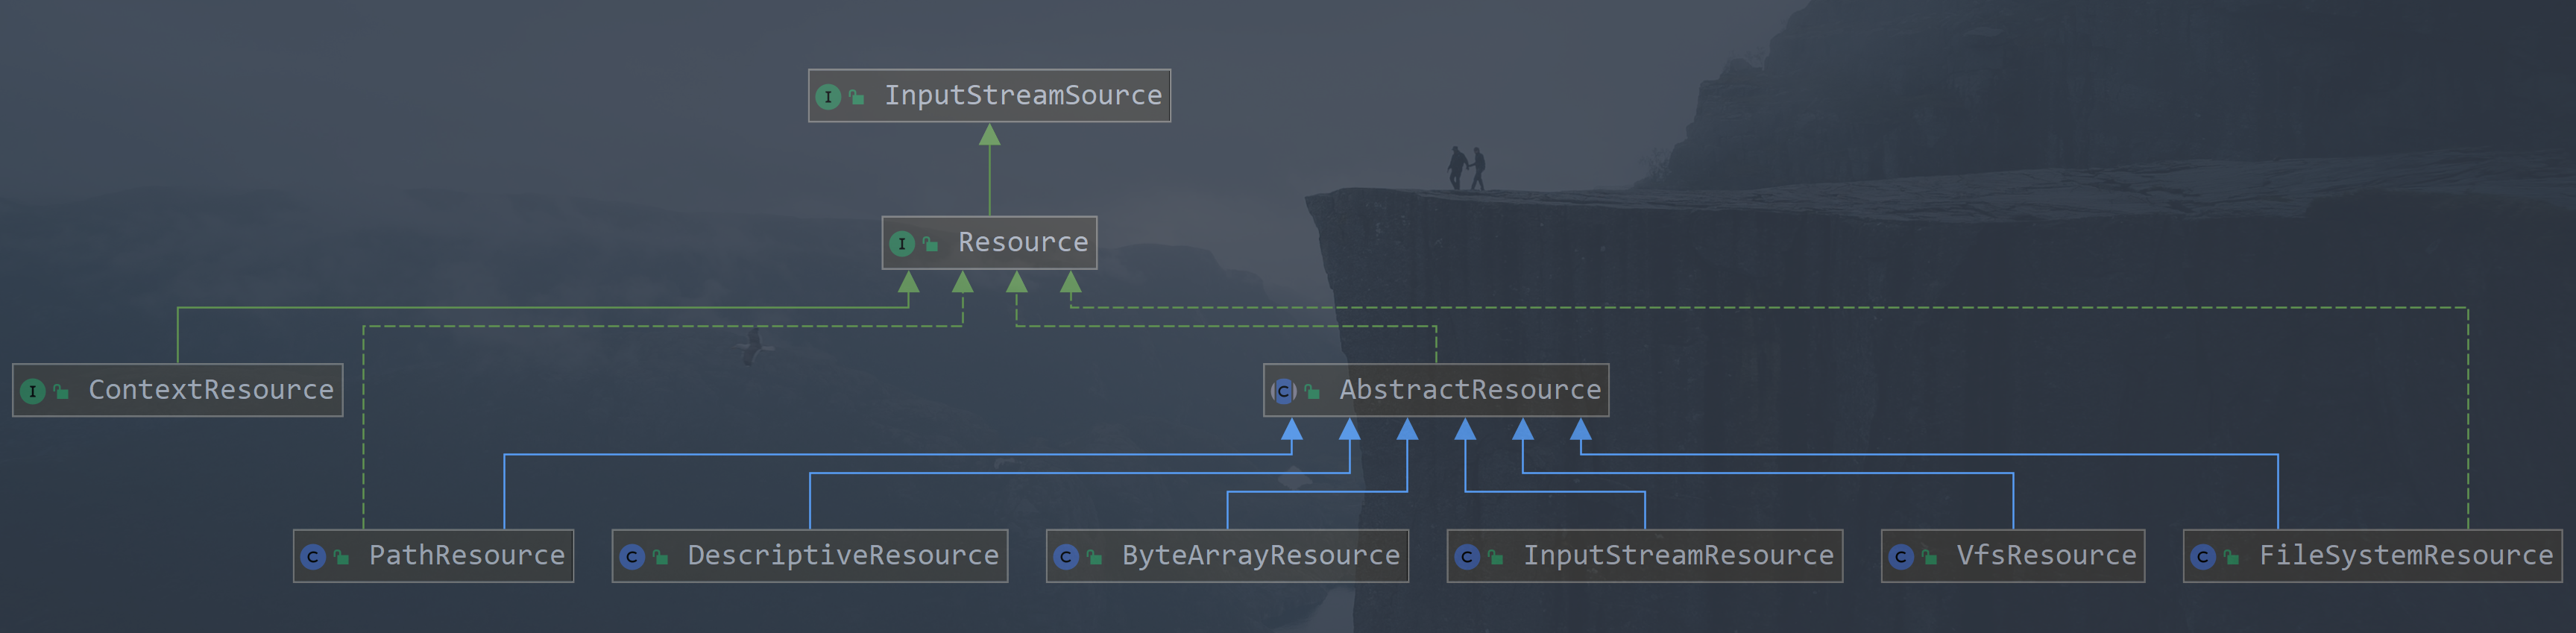 I InputStreamSource
I Resource
I ContextResource
C AbstractResource
C PathResource
C DescriptiveResource
C ByteArrayResource
C InputStreamResource
C VfsResource
C FileSystemResource